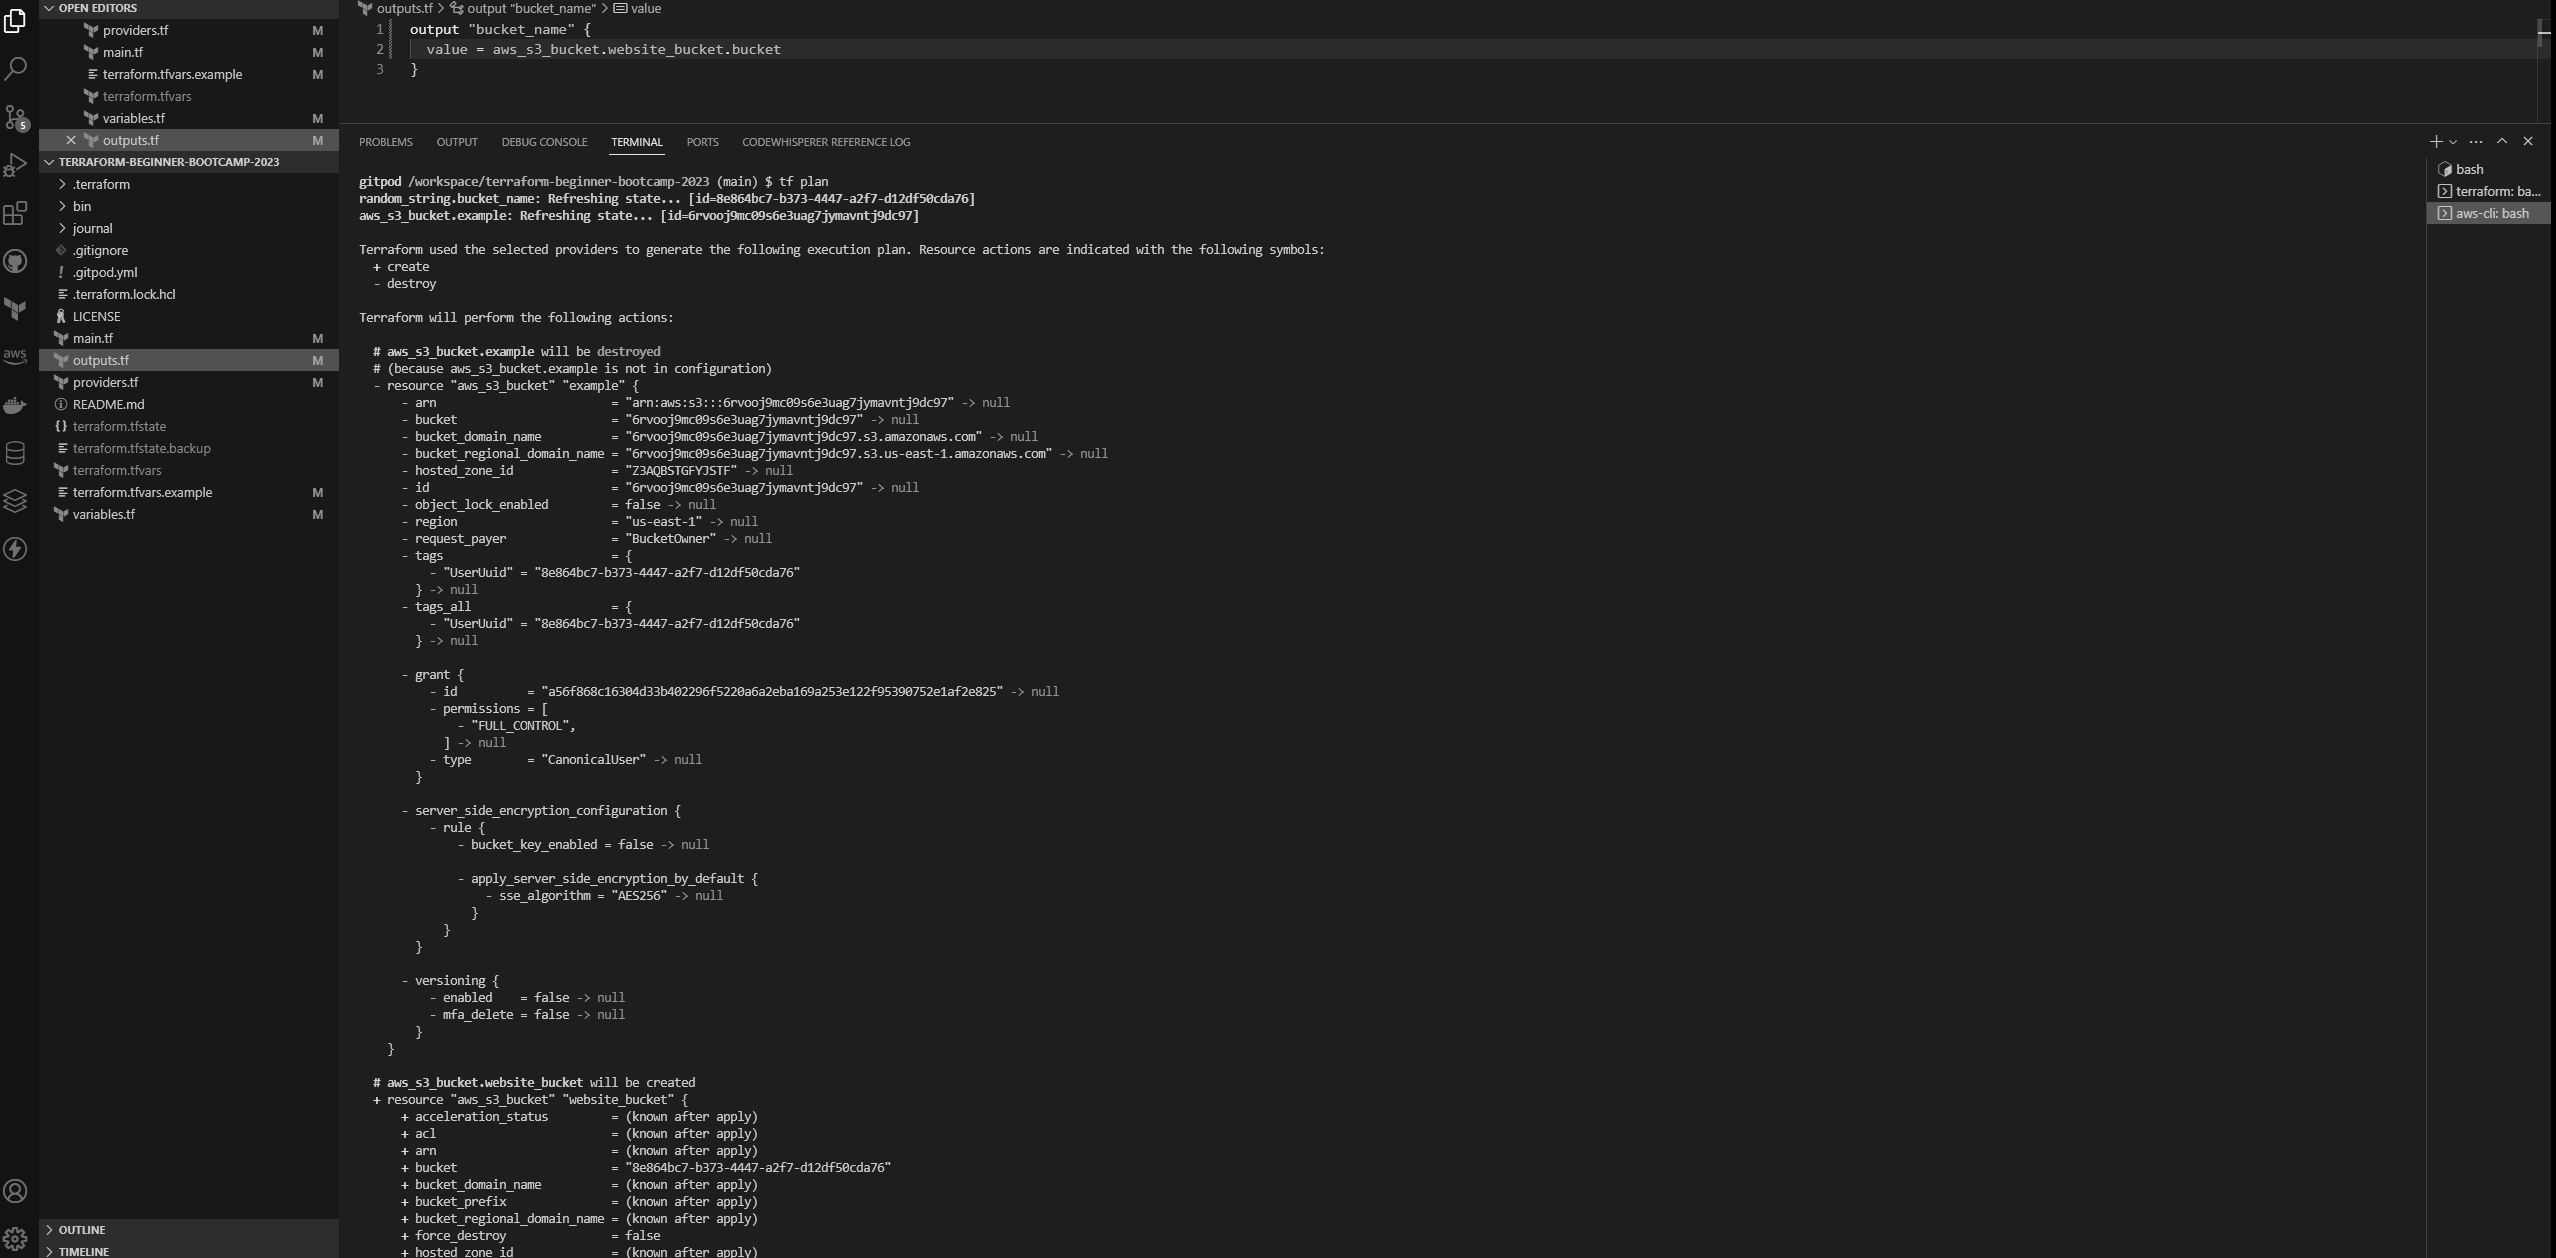 OPEN EDITORS
providers.tf M
main.tf M
terraform.tfvars.example M
terraform.tfvars
variables.tf M
outputs.tf M
TERRAFORM-BEGINNER-BOOTCAMP-2023
.terraform
bin
journal
.gitignore
.gitpod.yml
.terraform.lock.hcl
LICENSE
main.tf M
outputs.tf M
providers.tf M
README.md
terraform.tfstate
terraform.tfstate.backup
terraform.tfvars
terraform.tfvars.example M
variables.tf M
OUTLINE
TIMELINE
5
aws
outputs.tf > output "bucket_name" > value
1 output "bucket_name" {
2 value = aws_s3_bucket.website_bucket.bucket
3 }
PROBLEMS OUTPUT DEBUG CONSOLE TERMINAL PORTS CODEWHISPERER REFERENCE LOG
gitpod /workspace/terraform-beginner-bootcamp-2023 (main) $ tf plan
random_string.bucket_name: Refreshing state... [id=8e864bc7-b373-4447-a2f7-d12df50cda76]
aws_s3_bucket.example: Refreshing state... [id=6rvooj9mc09s6e3uag7jymavntj9dc97]
Terraform used the selected providers to generate the following execution plan. Resource actions are indicated with the following symbols:
+ create
- destroy
Terraform will perform the following actions:
# aws_s3_bucket.example will be destroyed
# (because aws_s3_bucket.example is not in configuration)
- resource "aws_s3_bucket" "example" {
- arn = "arn:aws:s3:::6rvooj9mc09s6e3uag7jymavntj9dc97" -> null
- bucket = "6rvooj9mc09s6e3uag7jymavntj9dc97" -> null
- bucket_domain_name = "6rvooj9mc09s6e3uag7jymavntj9dc97.s3.amazonaws.com" -> null
- bucket_regional_domain_name = "6rvooj9mc09s6e3uag7jymavntj9dc97.s3.us-east-1.amazonaws.com" -> null
- hosted_zone_id = "Z3AQBSTGFYJSTF" -> null
- id = "6rvooj9mc09s6e3uag7jymavntj9dc97" -> null
- object_lock_enabled = false -> null
- region = "us-east-1" -> null
- request_payer = "BucketOwner" -> null
- tags = {
- "UserUuid" = "8e864bc7-b373-4447-a2f7-d12df50cda76"
} -> null
- tags_all = {
- "UserUuid" = "8e864bc7-b373-4447-a2f7-d12df50cda76"
} -> null
- grant {
- id = "a56f868c16304d33b402296f5220a6a2eba169a253e122f95390752e1af2e825" -> null
- permissions = [
- "FULL_CONTROL",
] -> null
- type = "CanonicalUser" -> null
}
- server_side_encryption_configuration {
- rule {
- bucket_key_enabled = false -> null
- apply_server_side_encryption_by_default {
- sse_algorithm = "AES256" -> null
}
}
}
- versioning {
- enabled = false -> null
- mfa_delete = false -> null
}
}
# aws_s3_bucket.website_bucket will be created
+ resource "aws_s3_bucket" "website_bucket" {
+ acceleration_status = (known after apply)
+ acl = (known after apply)
+ arn = (known after apply)
+ bucket = "8e864bc7-b373-4447-a2f7-d12df50cda76"
+ bucket_domain_name = (known after apply)
+ bucket_prefix = (known after apply)
+ bucket_regional_domain_name = (known after apply)
+ force_destroy = false
+ hosted_zone_id = (known after apply)
bash
terraform: ba...
aws-cli: bash